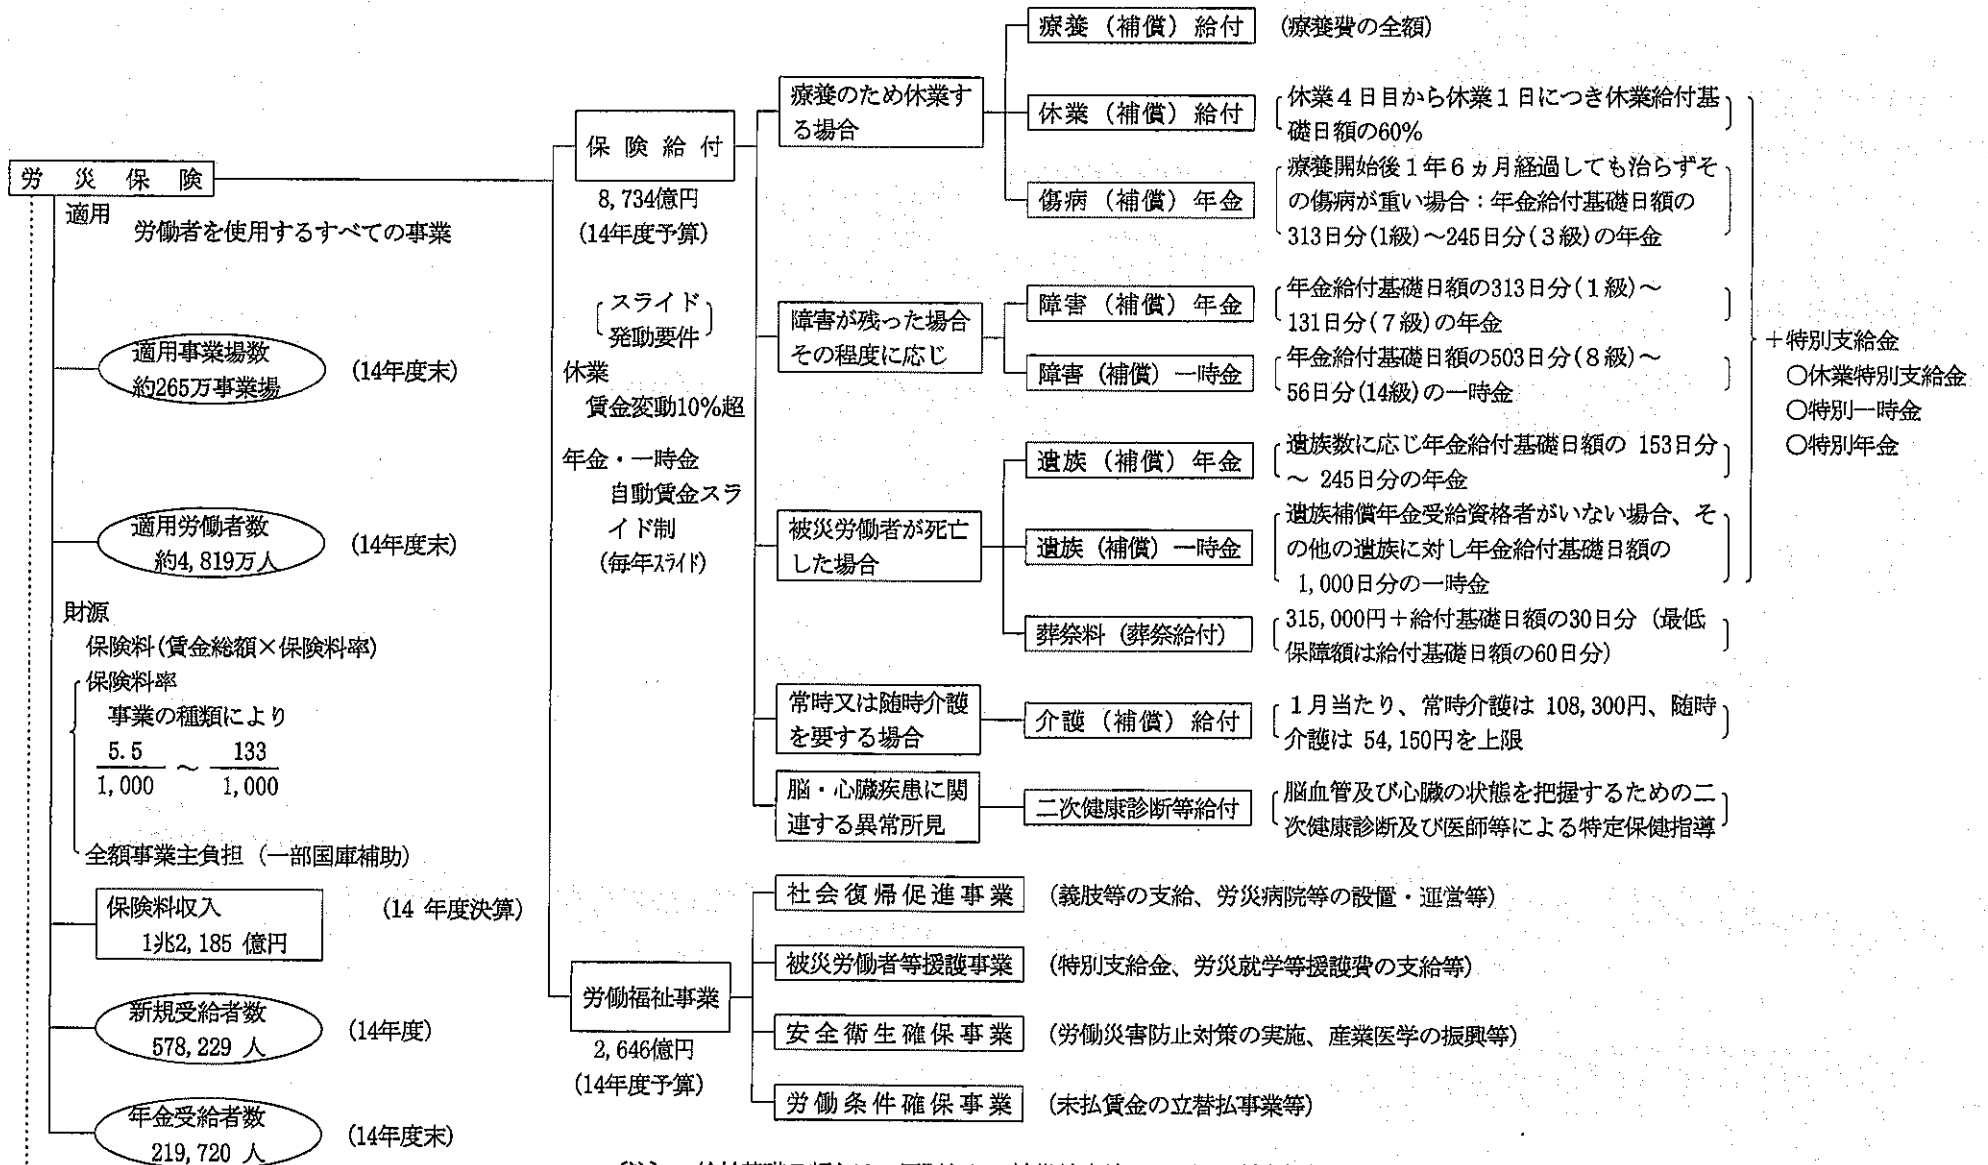 労災保険
適用
労働者を使用するすべての事業
適用事業場数
約265万事業場
(14年度末)
適用労働者数
約4,819万人
(14年度末)
財源
保険料(賃金総額×保険料率)
保険料率
事業の種類により
5.5/1,000 ～ 133/1,000
全額事業主負担（一部国庫補助）
保険料収入
1兆2,185 億円
(14 年度決算)
新規受給者数
578,229 人
(14年度)
年金受給者数
219,720 人
(14年度末)
保険給付
8,734億円
(14年度予算)
スライド
発動要件
休業
賃金変動10%超
年金・一時金
自動賃金スラ
イド制
(毎年ｽﾗｲﾄﾞ)
療養のため休業す
る場合
療養（補償）給付
(療養費の全額)
休業（補償）給付
休業４日目から休業１日につき休業給付基
礎日額の60%
傷病（補償）年金
療養開始後１年６ヵ月経過しても治らずそ
の傷病が重い場合：年金給付基礎日額の
313日分(1級)～245日分(３級)の年金
障害が残った場合
その程度に応じ
障害（補償）年金
年金給付基礎日額の313日分(１級)～
131日分(７級)の年金
障害（補償）一時金
年金給付基礎日額の503日分(８級)～
56日分(14級)の一時金
被災労働者が死亡
した場合
遺族（補償）年金
遺族数に応じ年金給付基礎日額の 153日分
～ 245日分の年金
遺族（補償）一時金
遺族補償年金受給資格者がいない場合、そ
の他の遺族に対し年金給付基礎日額の
1,000日分の一時金
葬祭料（葬祭給付）
315,000円＋給付基礎日額の30日分（最低
保障額は給付基礎日額の60日分）
＋特別支給金
○休業特別支給金
○特別一時金
○特別年金
常時又は随時介護
を要する場合
介護（補償）給付
１月当たり、常時介護は 108,300円、随時
介護は 54,150円を上限
脳・心臓疾患に関
連する異常所見
二次健康診断等給付
脳血管及び心臓の状態を把握するための二
次健康診断及び医師等による特定保健指導
労働福祉事業
2,646億円
(14年度予算)
社会復帰促進事業
(義肢等の支給、労災病院等の設置・運営等)
被災労働者等援護事業
(特別支給金、労災就学等援護費の支給等)
安全衛生確保事業
(労働災害防止対策の実施、産業医学の振興等)
労働条件確保事業
(未払賃金の立替払事業等)